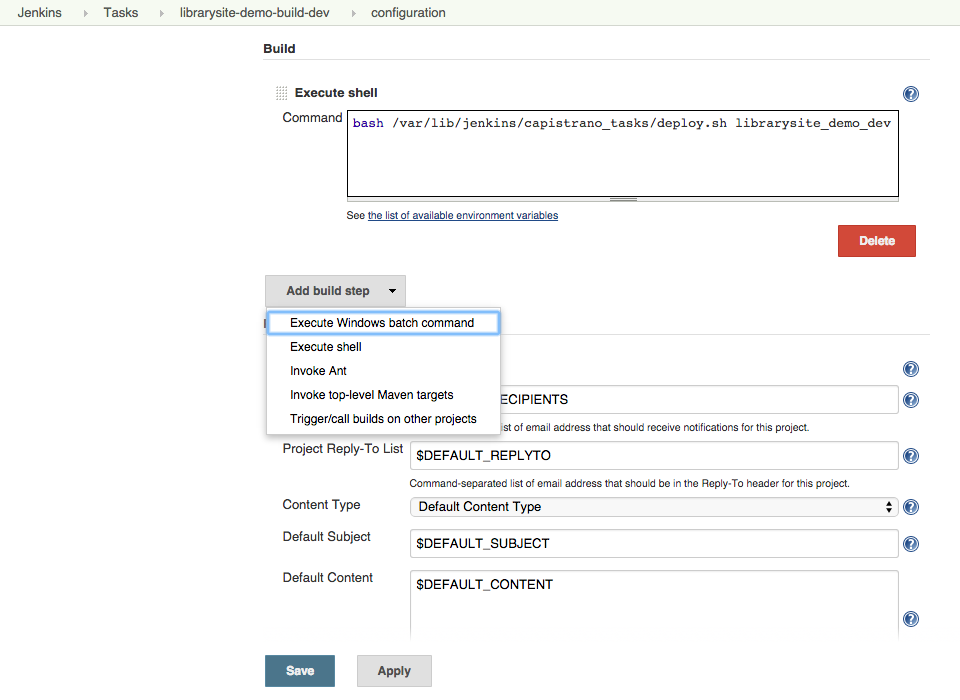 Jenkins Tasks librarysite-demo-build-dev configuration
Build
Execute shell
Command
bash /var/lib/jenkins/capistrano_tasks/deploy.sh librarysite_demo_dev
See the list of available environment variables
Delete
Add build step
Execute Windows batch command
Execute shell
Invoke Ant
Invoke top-level Maven targets
Trigger/call builds on other projects
ECIPIENTS
ist of email address that should receive notifications for this project.
Project Reply-To List $DEFAULT_REPLYTO
Command-separated list of email address that should be in the Reply-To header for this project.
Content Type Default Content Type
Default Subject $DEFAULT_SUBJECT
Default Content $DEFAULT_CONTENT
Save Apply